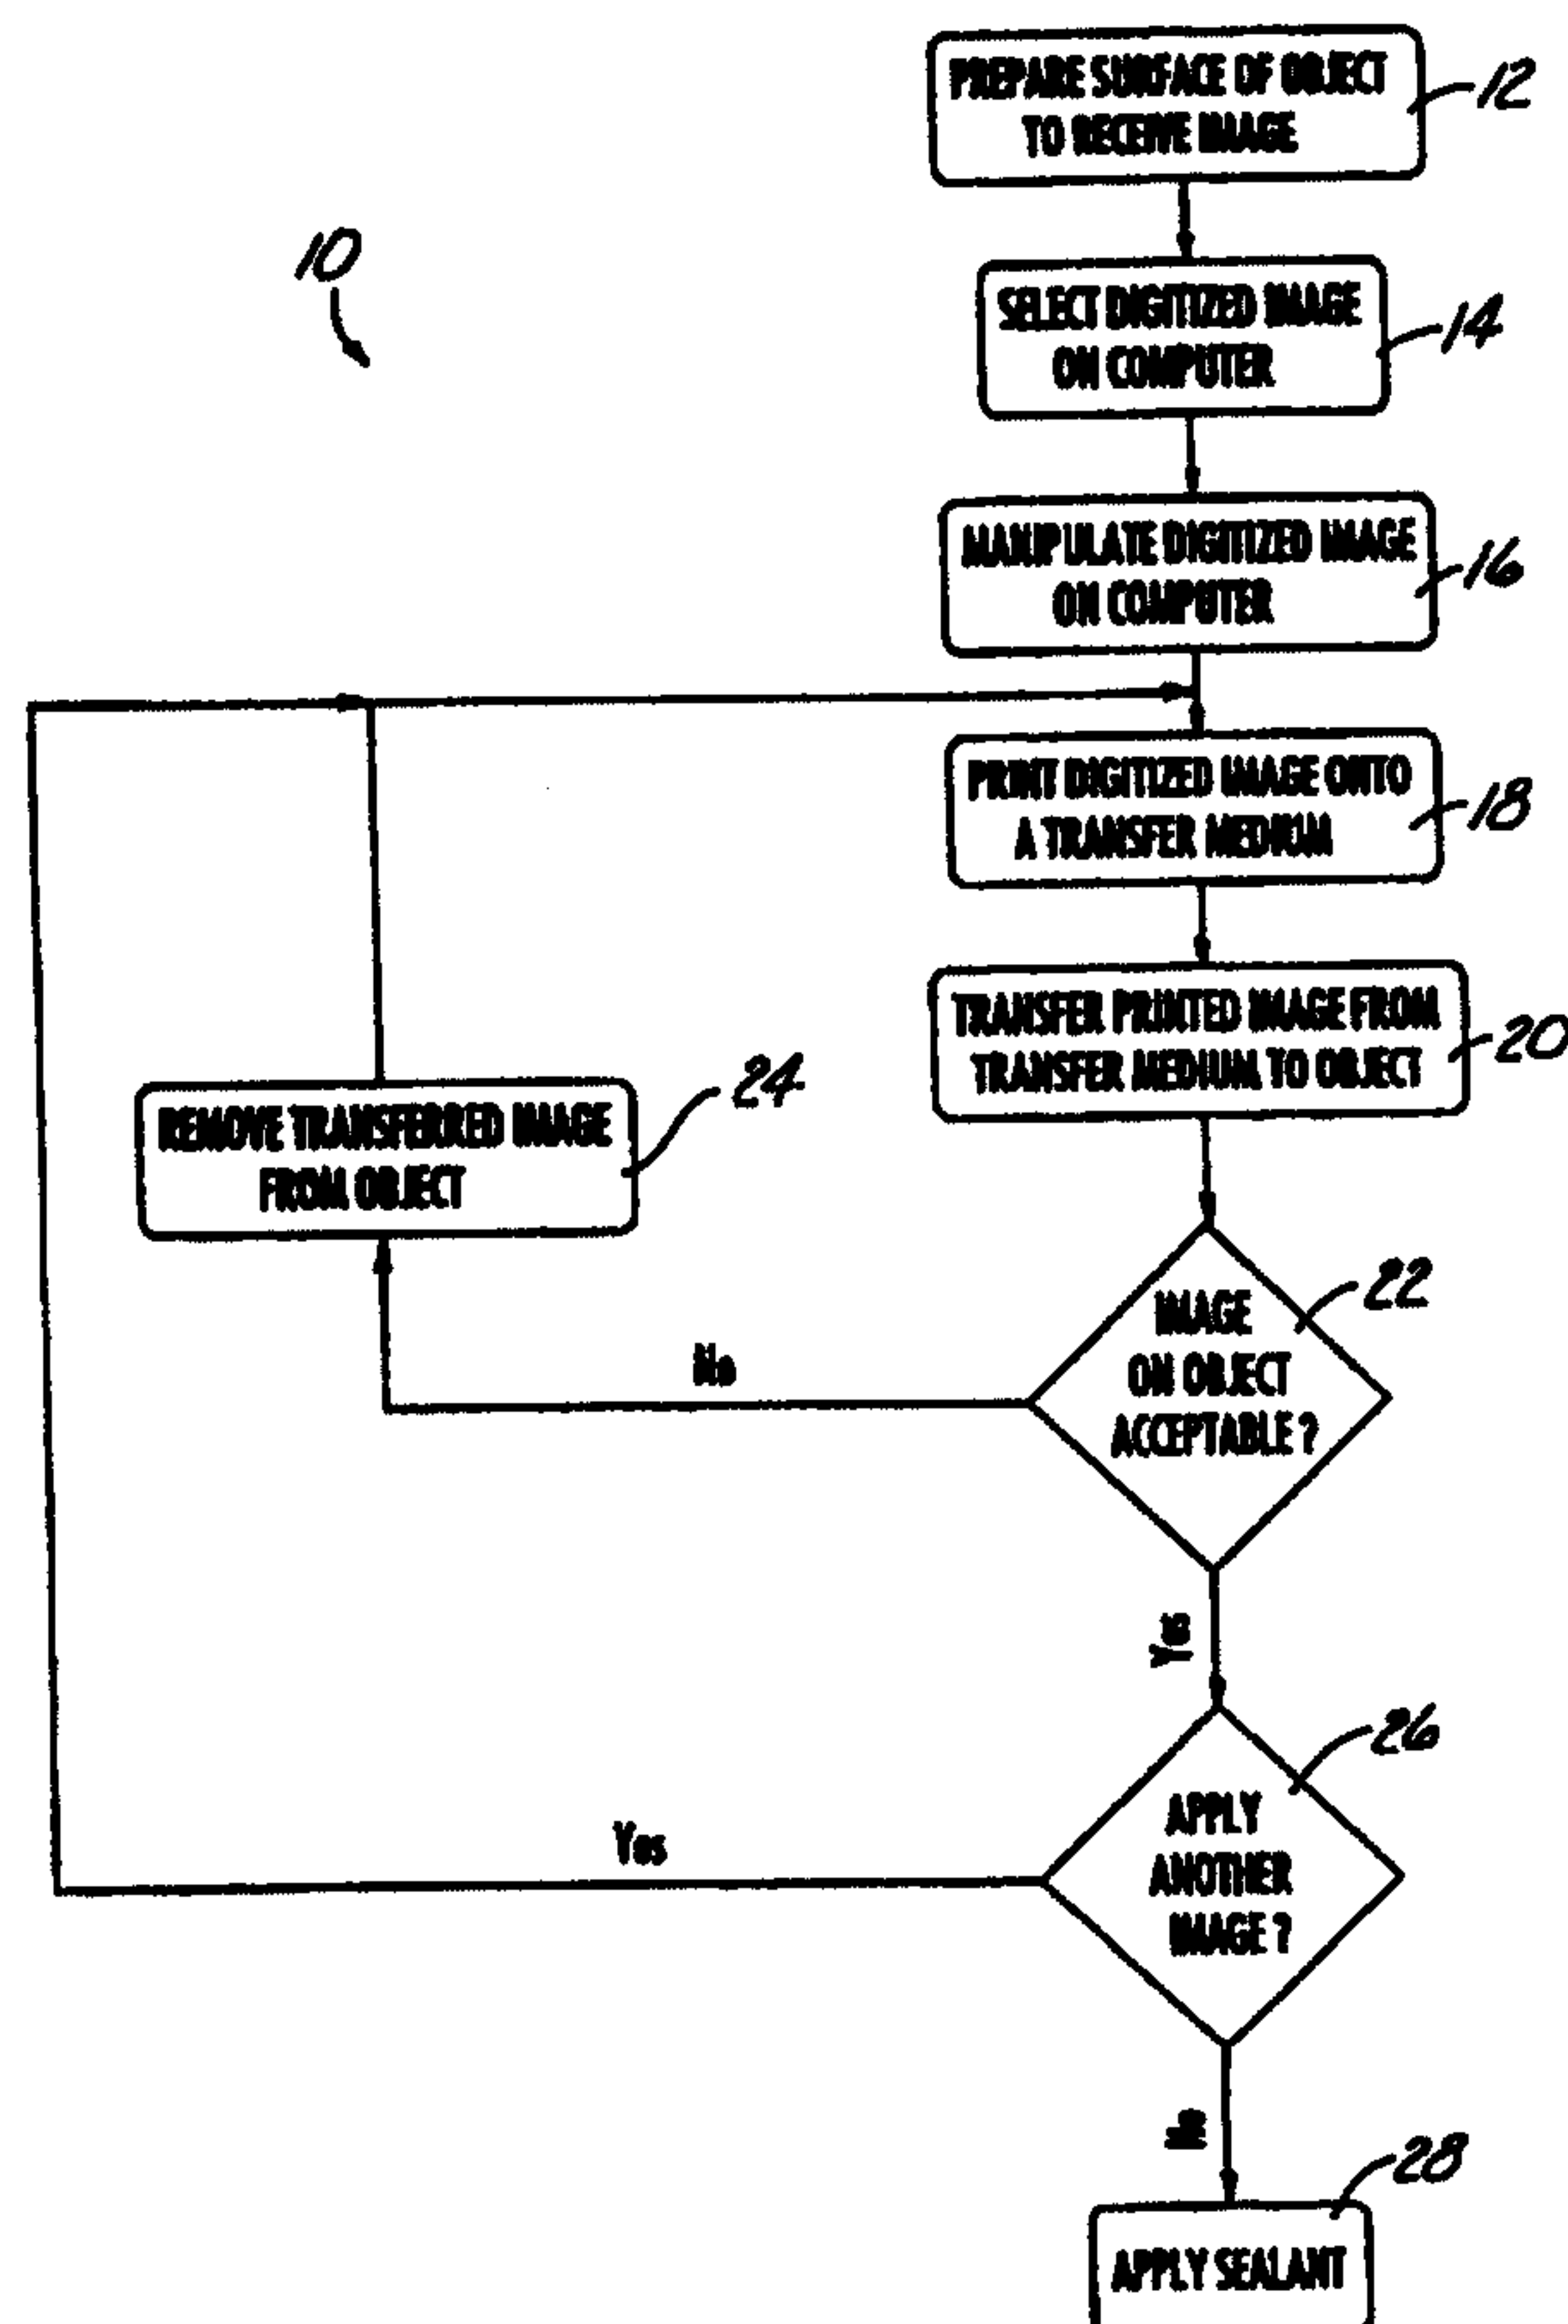 PREPARE SURFACE OF OBJECT
TO RECEIVE IMAGE
12
10
SELECT DIGITIZED IMAGE
ON COMPUTER
14
MANIPULATE DIGITIZED IMAGE
ON COMPUTER
16
PRINT DIGITIZED IMAGE ONTO
A TRANSFER MEDIUM
18
TRANSFER PRINTED IMAGE FROM
TRANSFER MEDIUM TO OBJECT
20
REMOVE TRANSFERRED IMAGE
FROM OBJECT
24
IMAGE
ON OBJECT
ACCEPTABLE?
22
No
Yes
APPLY
ANOTHER
IMAGE?
26
Yes
No
APPLY SEALANT
28